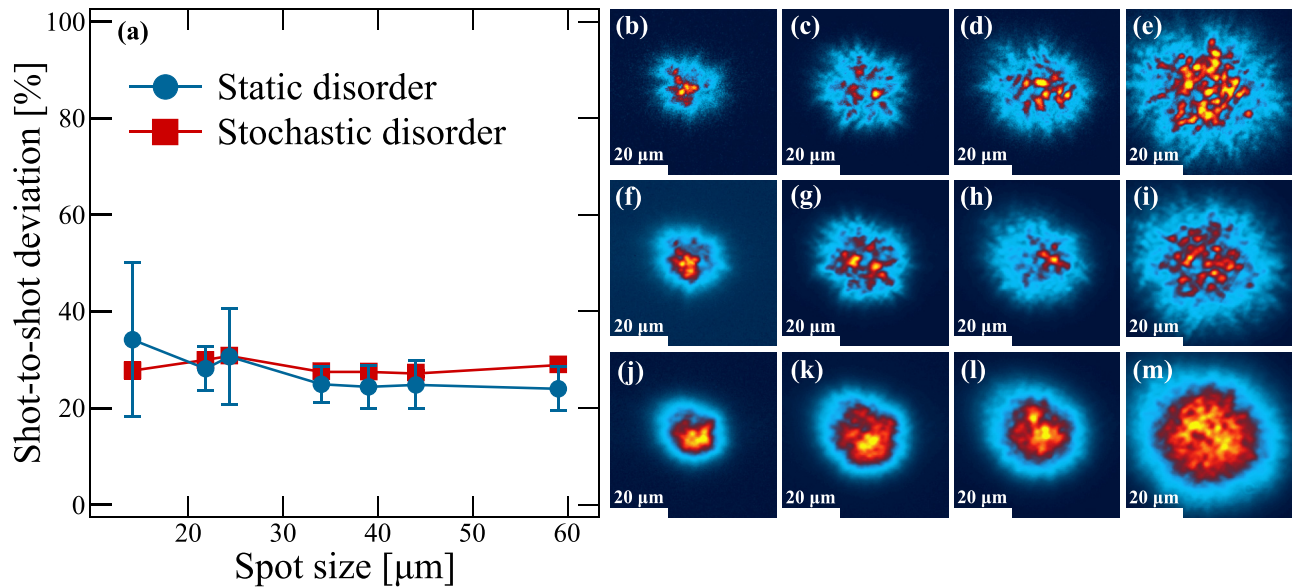 (a)
Static disorder
Stochastic disorder
Shot-to-shot deviation [%]
100
80
60
40
20
0
20 30 40 50 60
Spot size [μm]
(b) (c) (d) (e)
20 μm 20 μm 20 μm 20 μm
(f) (g) (h) (i)
20 μm 20 μm 20 μm 20 μm
(j) (k) (l) (m)
20 μm 20 μm 20 μm 20 μm